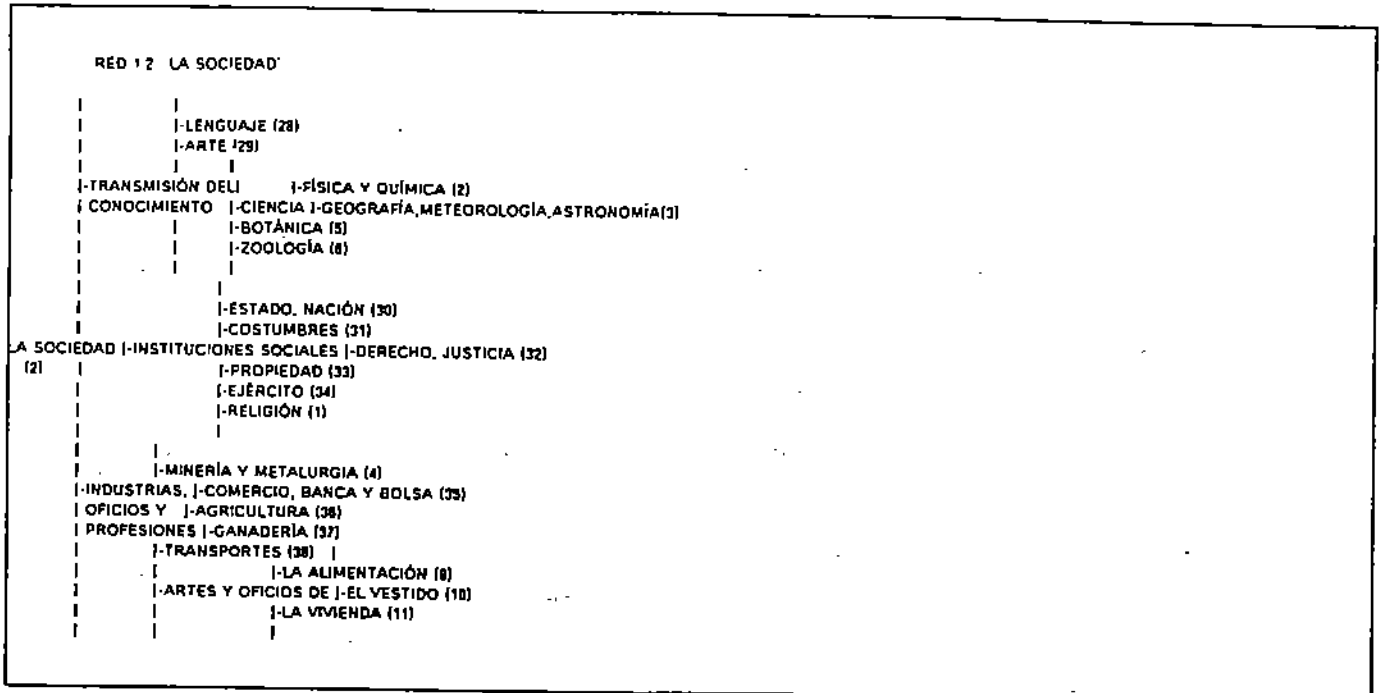 RED 1 2 LA SOCIEDAD
|-LENGUAJE (28)
|-ARTE (29)
|-TRANSMISIÓN DEL| |-FÍSICA Y QUÍMICA (2)
| CONOCIMIENTO |-CIENCIA |-GEOGRAFÍA,METEOROLOGÍA,ASTRONOMÍA(3)
|-BOTÁNICA (5)
|-ZOOLOGÍA (6)
|-ESTADO, NACIÓN (30)
|-COSTUMBRES (31)
LA SOCIEDAD |-INSTITUCIONES SOCIALES |-DERECHO, JUSTICIA (32)
(2) |-PROPIEDAD (33)
|-EJÉRCITO (34)
|-RELIGIÓN (1)
|-MINERÍA Y METALURGIA (4)
|-INDUSTRIAS, |-COMERCIO, BANCA Y BOLSA (35)
| OFICIOS Y |-AGRICULTURA (36)
| PROFESIONES |-GANADERÍA (37)
|-TRANSPORTES (38) |
|-LA ALIMENTACIÓN (9)
|-ARTES Y OFICIOS DE |-EL VESTIDO (10)
|-LA VIVIENDA (11)